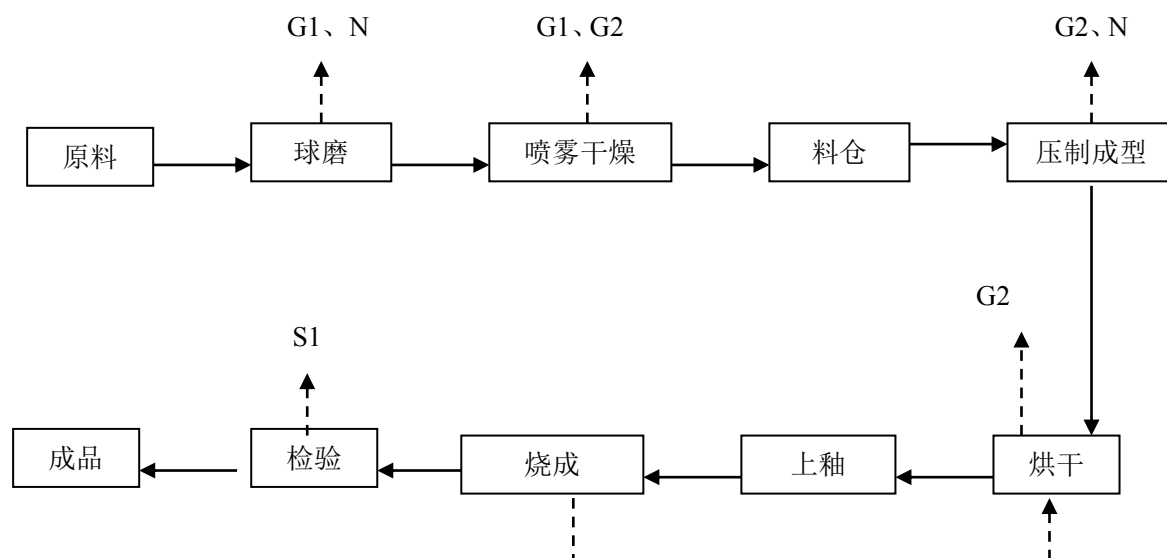 G1、N
G1、G2
G2、N
原料
球磨
喷雾干燥
料仓
压制成型
G2
S1
成品
检验
烧成
上釉
烘干